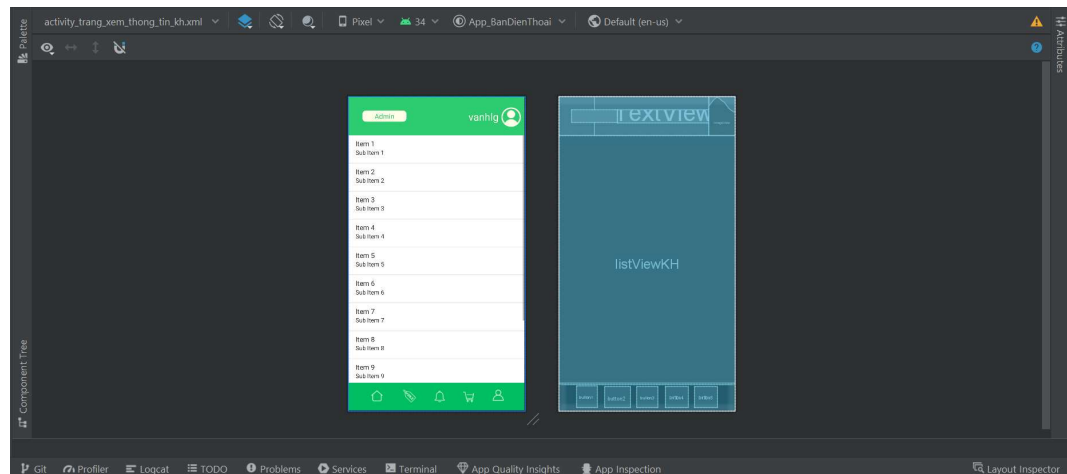 activity_trang_xem_thong_tin_kh.xml Pixel 34 App_BanDienThoai Default (en-us)
Palette
Attributes
Admin vanhlg
Item 1
Sub Item 1
Item 2
Sub Item 2
Item 3
Sub Item 3
Item 4
Sub Item 4
Item 5
Sub Item 5
Item 6
Sub Item 6
Item 7
Sub Item 7
Item 8
Sub Item 8
Item 9
Sub Item 9
TextView
listViewKH
button2
Component Tree
Git Profiler Logcat TODO Problems Services Terminal App Quality Insights App Inspection Layout Inspector